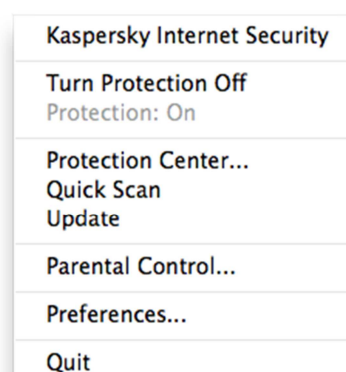 Kaspersky Internet Security
Turn Protection Off
Protection: On
Protection Center...
Quick Scan
Update
Parental Control...
Preferences...
Quit